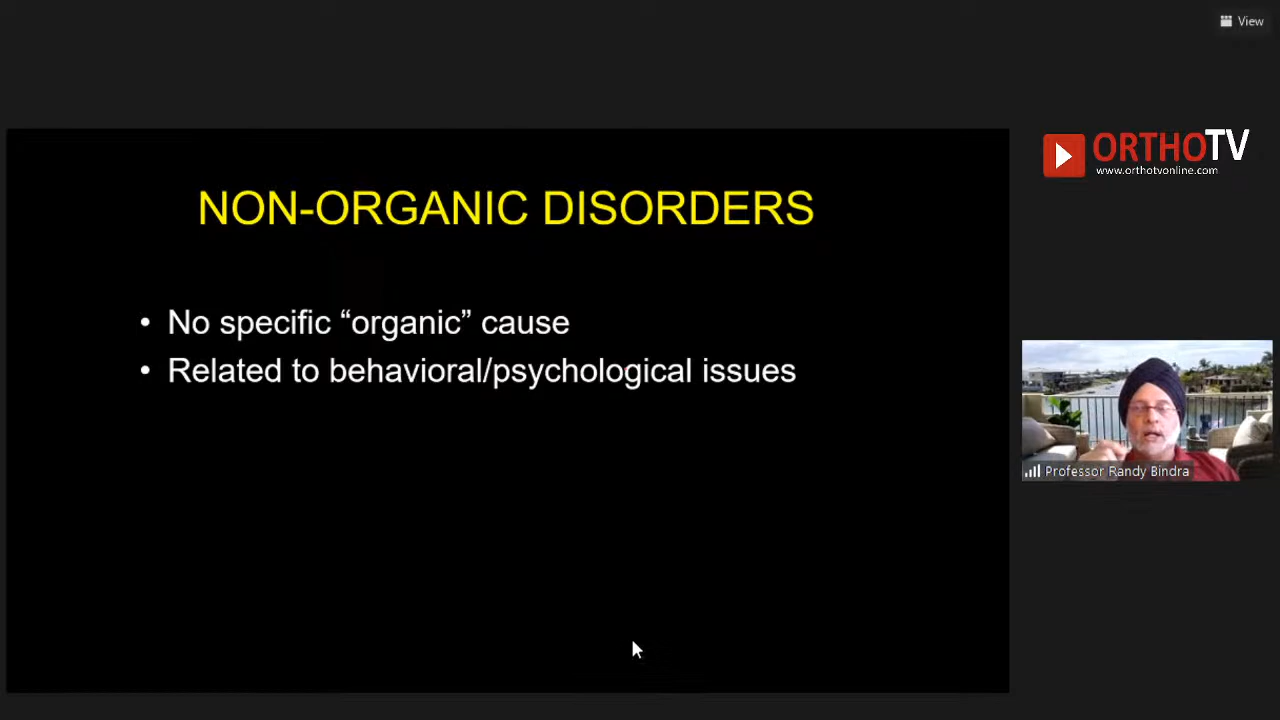 View
ORTHOTV
www.orthotvonline.com
NON-ORGANIC DISORDERS
• No specific “organic” cause
• Related to behavioral/psychological issues
Professor Randy Bindra